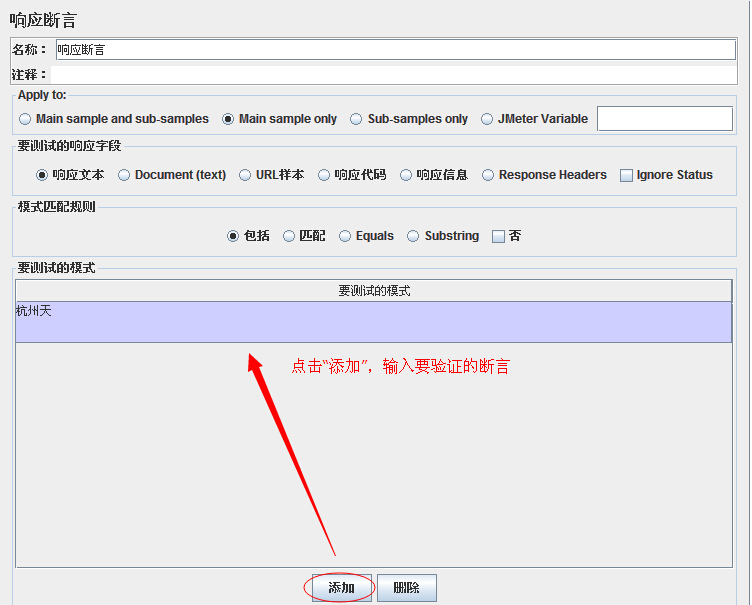 响应断言
名称： 响应断言
注释：
Apply to:
Main sample and sub-samples Main sample only Sub-samples only JMeter Variable
要测试的响应字段
响应文本 Document (text) URL样本 响应代码 响应信息 Response Headers Ignore Status
模式匹配规则
包括 匹配 Equals Substring 否
要测试的模式
要测试的模式
杭州天
点击“添加”，输入要验证的断言
添加 删除